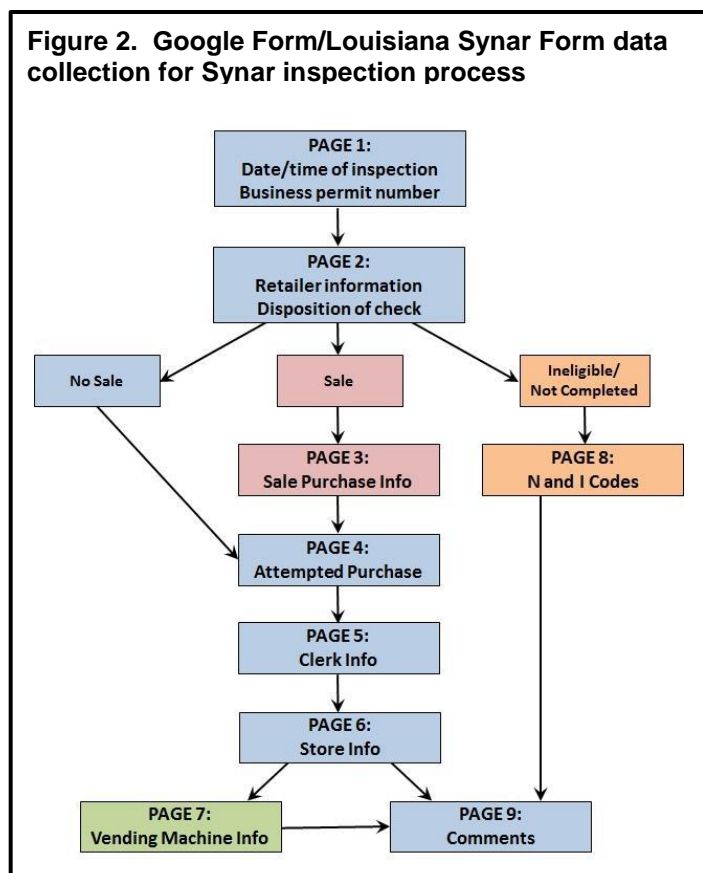 Figure 2.  Google Form/Louisiana Synar Form data
collection for Synar inspection process
PAGE 1:
Date/time of inspection
Business permit number
PAGE 2:
Retailer information
Disposition of check
No Sale
Sale
Ineligible/
Not Completed
PAGE 3:
Sale Purchase Info
PAGE 8:
N and I Codes
PAGE 4:
Attempted Purchase
PAGE 5:
Clerk Info
PAGE 6:
Store Info
PAGE 7:
Vending Machine Info
PAGE 9:
Comments